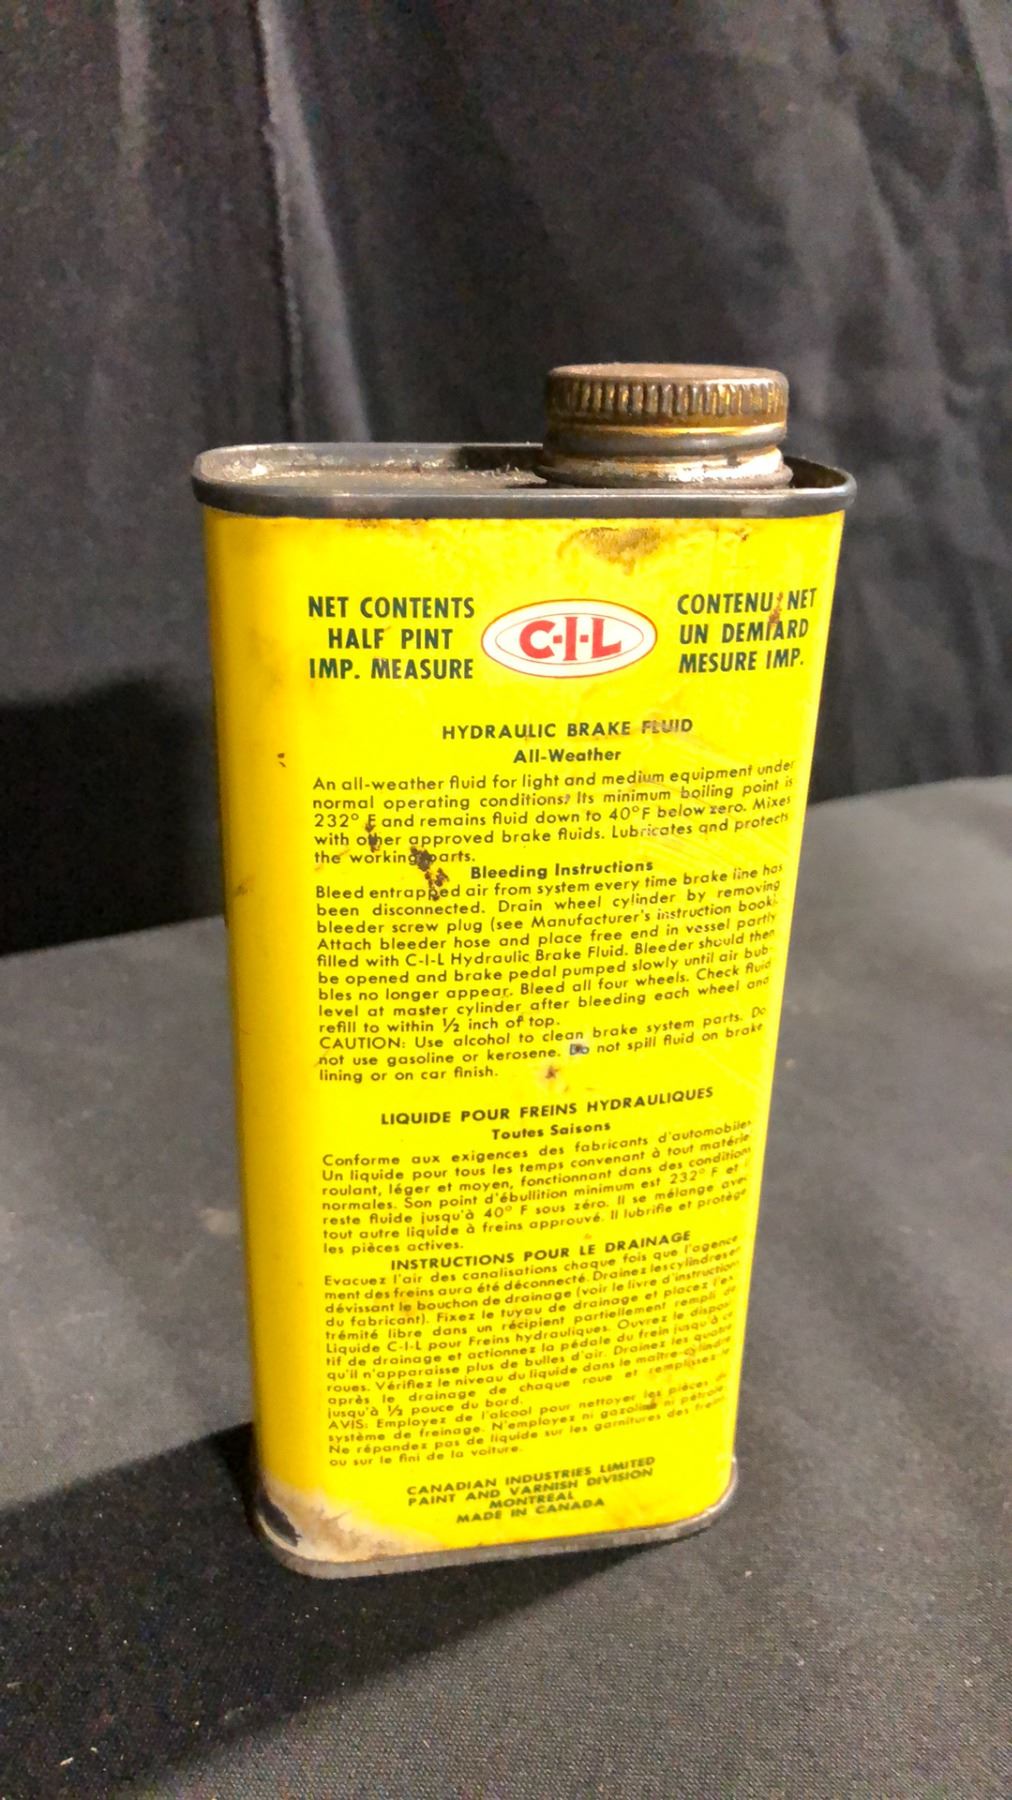 NET CONTENTS
HALF PINT
IMP. MEASURE
C-I-L
CONTENU NET
UN DEMIARD
MESURE IMP.
HYDRAULIC BRAKE FLUID
All-Weather
An all-weather fluid for light and medium equipment under
normal operating conditions. Its minimum boiling point is
232° F and remains fluid down to 40°F below zero. Mixes
with other approved brake fluids. Lubricates and protects
the working parts.
Bleeding Instructions
Bleed entrapped air from system every time brake line has
been disconnected. Drain wheel cylinder by removing
bleeder screw plug (see Manufacturer's instruction book).
Attach bleeder hose and place free end in vessel partly
filled with C-I-L Hydraulic Brake Fluid. Bleeder should then
be opened and brake pedal pumped slowly until air bub-
bles no longer appear. Bleed all four wheels. Check fluid
level at master cylinder after bleeding each wheel and
refill to within ½ inch of top.
CAUTION: Use alcohol to clean brake system parts. Do
not use gasoline or kerosene. Do not spill fluid on brake
lining or on car finish.
LIQUIDE POUR FREINS HYDRAULIQUES
Toutes Saisons
Conforme aux exigences des fabricants d'automobiles
Un liquide pour tous les temps convenant à tout matériel
roulant, léger et moyen, fonctionnant dans des conditions
normales. Son point d'ébullition minimum est 232° F et il
reste fluide jusqu'à 40° F sous zéro. Il se mélange avec
tout autre liquide à freins approuvé. Il lubrifie et protège
les pièces actives.
INSTRUCTIONS POUR LE DRAINAGE
Evacuez l'air des canalisations chaque fois que l'agence-
ment des freins aura été déconnecté. Drainez les cylindres en
dévissant le bouchon de drainage (voir le livre d'instructions
du fabricant). Fixez le tuyau de drainage et placez l'ex-
trémité libre dans un récipient partiellement rempli de
Liquide C-I-L pour Freins hydrauliques. Ouvrez le disposi-
tif de drainage et actionnez la pédale du frein jusqu'à ce
qu'il n'apparaisse plus de bulles d'air. Drainez les quatre
roues. Vérifiez le niveau du liquide dans le maître-cylindre
après le drainage de chaque roue et remplissez-le
jusqu'à ½ pouce du bord.
AVIS: Employez de l'alcool pour nettoyer les pièces du
système de freinage. N'employez ni gazoline ni pétrole.
Ne répandez pas de liquide sur les garnitures des freins
ou sur le fini de la voiture.
CANADIAN INDUSTRIES LIMITED
PAINT AND VARNISH DIVISION
MONTREAL
MADE IN CANADA